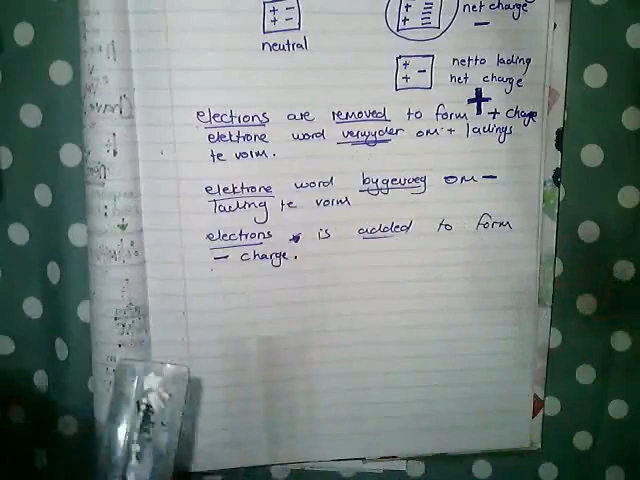 net charge
−
neutral
netto lading
net charge
+
electrons are removed to form + charge
elektrone word verwyder om + ladings
te vorm.
elektrone word bygevoeg om −
lading te vorm
electrons is added to form
− charge.